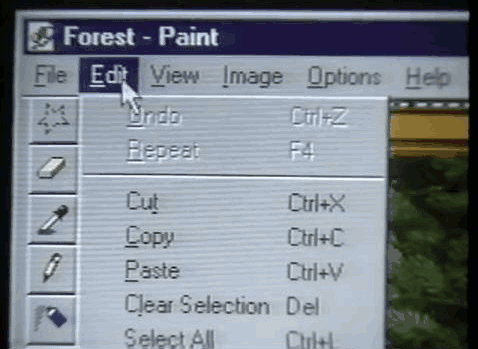 Forest - Paint
File Edit View Image Options Help
Undo Ctrl+Z
Repeat F4
Cut Ctrl+X
Copy Ctrl+C
Paste Ctrl+V
Clear Selection Del
Select All Ctrl+L